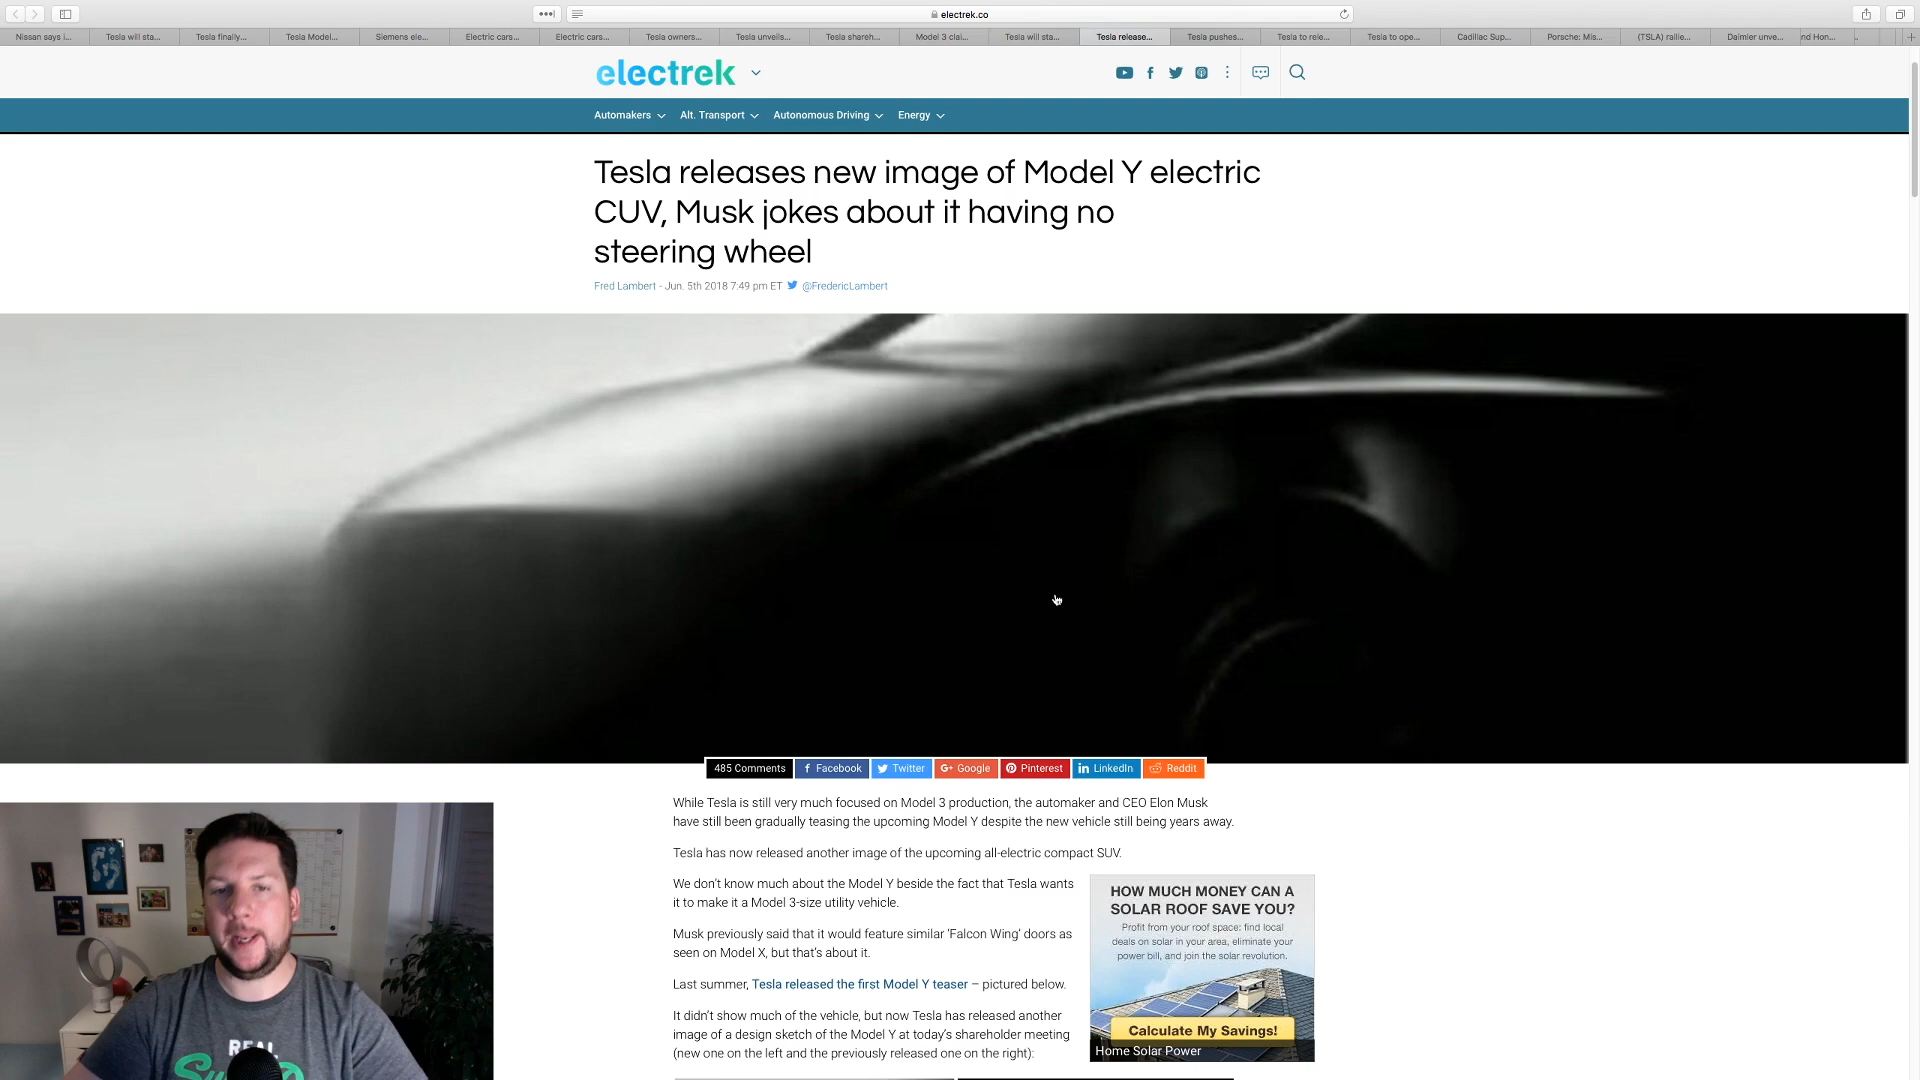 electrek.co
Nissan says i...
Tesla will sta...
Tesla finally...
Tesla Model...
Siemens ele...
Electric cars...
Electric cars...
Tesla owners...
Tesla unveils...
Tesla shareh...
Model 3 clai...
Tesla will sta...
Tesla release...
Tesla pushes...
Tesla to rele...
Tesla to ope...
Cadillac Sup...
Porsche: Mis...
(TSLA) rallie...
Daimler unve...
nd Hon...
electrek
Automakers
Alt. Transport
Autonomous Driving
Energy
Tesla releases new image of Model Y electric
CUV, Musk jokes about it having no
steering wheel
Fred Lambert - Jun. 5th 2018 7:49 pm ET @FredericLambert
485 Comments
Facebook
Twitter
G+ Google
Pinterest
in LinkedIn
Reddit
While Tesla is still very much focused on Model 3 production, the automaker and CEO Elon Musk
have still been gradually teasing the upcoming Model Y despite the new vehicle still being years away.
Tesla has now released another image of the upcoming all-electric compact SUV.
We don't know much about the Model Y beside the fact that Tesla wants
it to make it a Model 3-size utility vehicle.
Musk previously said that it would feature similar 'Falcon Wing' doors as
seen on Model X, but that's about it.
Last summer, Tesla released the first Model Y teaser – pictured below.
It didn't show much of the vehicle, but now Tesla has released another
image of a design sketch of the Model Y at today's shareholder meeting
(new one on the left and the previously released one on the right):
HOW MUCH MONEY CAN A
SOLAR ROOF SAVE YOU?
Profit from your roof space: find local
deals on solar in your area, eliminate your
power bill, and join the solar revolution.
Calculate My Savings!
Home Solar Power
REAL